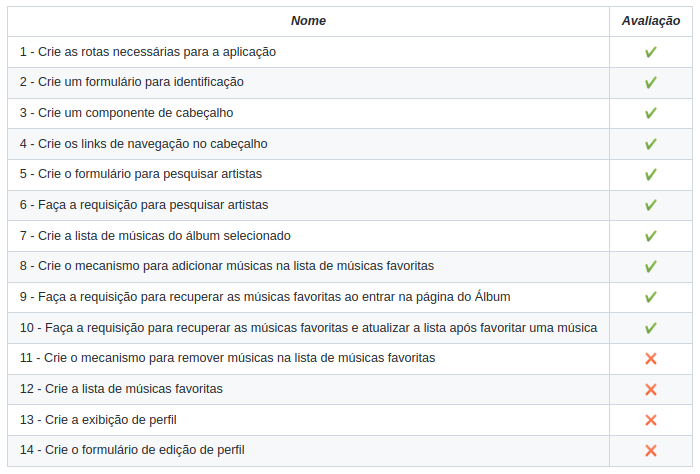 Nome Avaliação
1 - Crie as rotas necessárias para a aplicação ✔
2 - Crie um formulário para identificação ✔
3 - Crie um componente de cabeçalho ✔
4 - Crie os links de navegação no cabeçalho ✔
5 - Crie o formulário para pesquisar artistas ✔
6 - Faça a requisição para pesquisar artistas ✔
7 - Crie a lista de músicas do álbum selecionado ✔
8 - Crie o mecanismo para adicionar músicas na lista de músicas favoritas ✔
9 - Faça a requisição para recuperar as músicas favoritas ao entrar na página do Álbum ✔
10 - Faça a requisição para recuperar as músicas favoritas e atualizar a lista após favoritar uma música ✔
11 - Crie o mecanismo para remover músicas na lista de músicas favoritas ❌
12 - Crie a lista de músicas favoritas ❌
13 - Crie a exibição de perfil ❌
14 - Crie o formulário de edição de perfil ❌